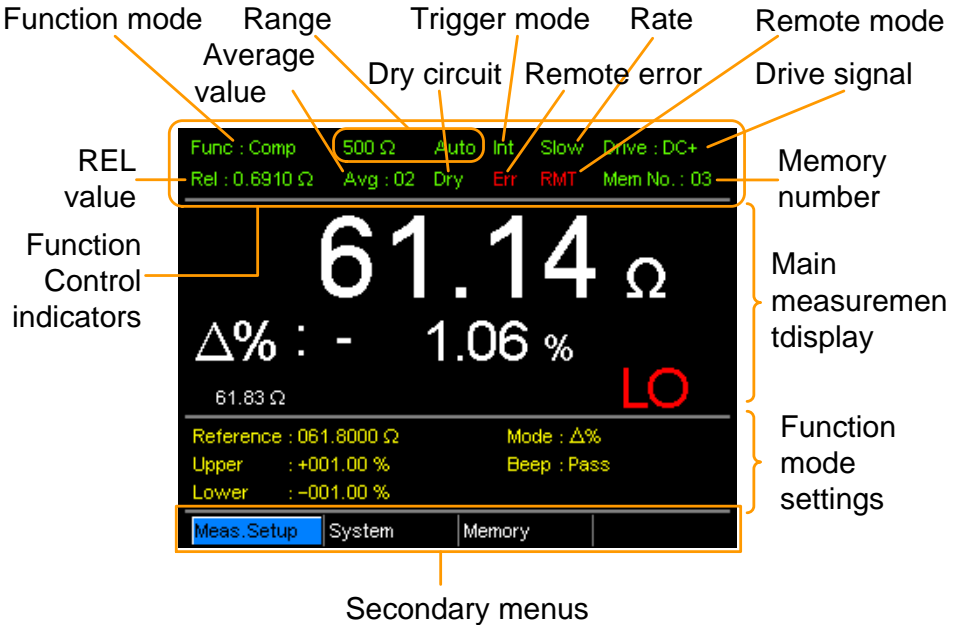 Function mode
Range
Trigger mode
Rate
Remote mode
Average
value
Dry circuit
Remote error
Drive signal
Func : Comp
500 Ω
Auto
Int
Slow
Drive : DC+
Rel : 0.6910 Ω
Avg : 02
Dry
Err
RMT
Mem No. : 03
REL
value
Memory
number
Function
Control
indicators
61.14 Ω
Δ% : - 1.06 %
61.83 Ω
LO
Main
measuremen
tdisplay
Reference : 061.8000 Ω
Mode : Δ%
Upper : +001.00 %
Beep : Pass
Lower : −001.00 %
Function
mode
settings
Meas.Setup
System
Memory
Secondary menus